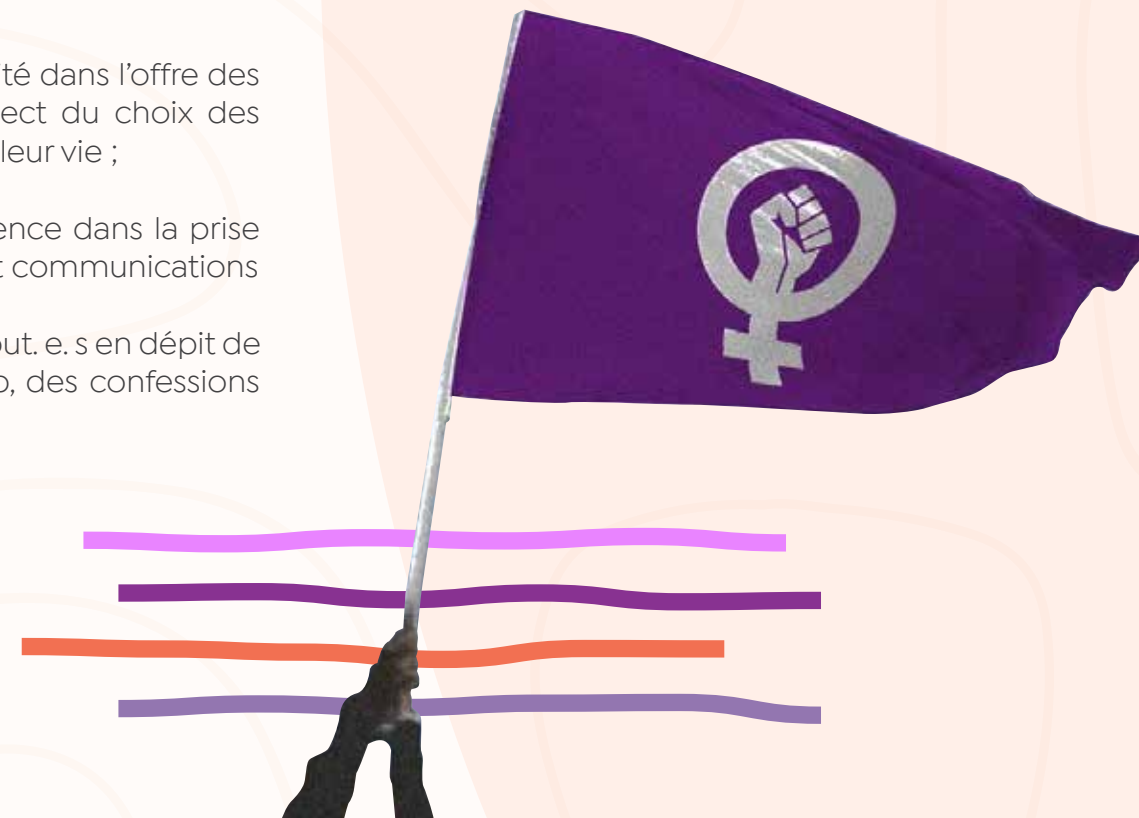 ité dans l'offre des
ect du choix des
leur vie ;
ence dans la prise
t communications
out. e. s en dépit de
, des confessions